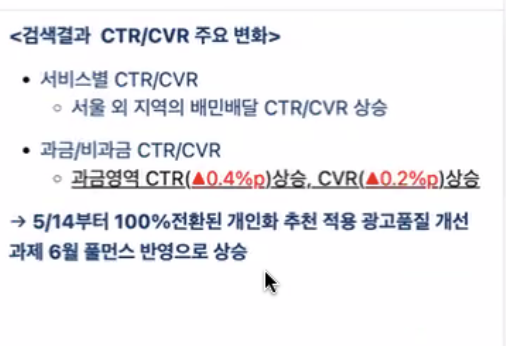 <검색결과 CTR/CVR 주요 변화>
• 서비스별 CTR/CVR
○ 서울 외 지역의 배민배달 CTR/CVR 상승
• 과금/비과금 CTR/CVR
○ 과금영역 CTR(▲0.4%p)상승, CVR(▲0.2%p)상승
→ 5/14부터 100%전환된 개인화 추천 적용 광고품질 개선
과제 6월 풀먼스 반영으로 상승